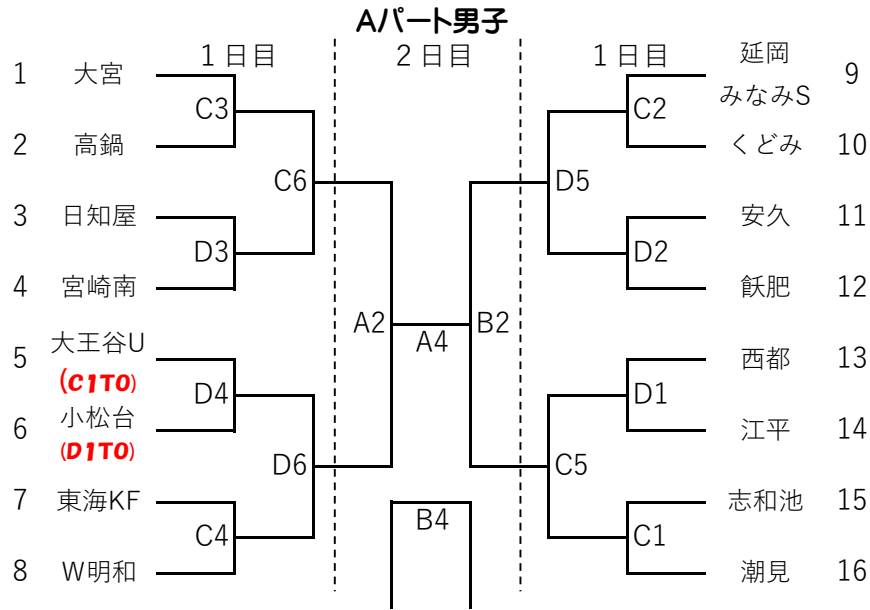 Aパート男子
1日目
2日目
1日目
1 大宮
C3
2 高鍋
C6
3 日知屋
D3
4 宮崎南
A2
5 大王谷U
(C1TO)
D4
6 小松台
(D1TO)
D6
7 東海KF
C4
8 W明和
A4
B4
B2
延岡
みなみS 9
C2
くどみ 10
D5
安久 11
D2
飫肥 12
西都 13
D1
江平 14
C5
志和池 15
C1
潮見 16